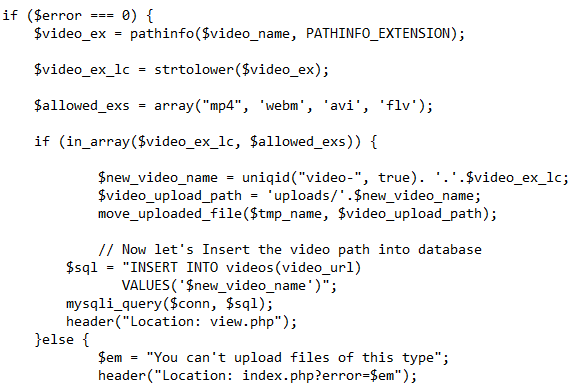 if ($error === 0) {
$video_ex = pathinfo($video_name, PATHINFO_EXTENSION);
$video_ex_lc = strtolower($video_ex);
$allowed_exs = array("mp4", 'webm', 'avi', 'flv');
if (in_array($video_ex_lc, $allowed_exs)) {
$new_video_name = uniqid("video-", true). '.'.$video_ex_lc;
$video_upload_path = 'uploads/'.$new_video_name;
move_uploaded_file($tmp_name, $video_upload_path);
// Now let's Insert the video path into database
$sql = "INSERT INTO videos(video_url)
VALUES('$new_video_name')";
mysqli_query($conn, $sql);
header("Location: view.php");
}else {
$em = "You can't upload files of this type";
header("Location: index.php?error=$em");